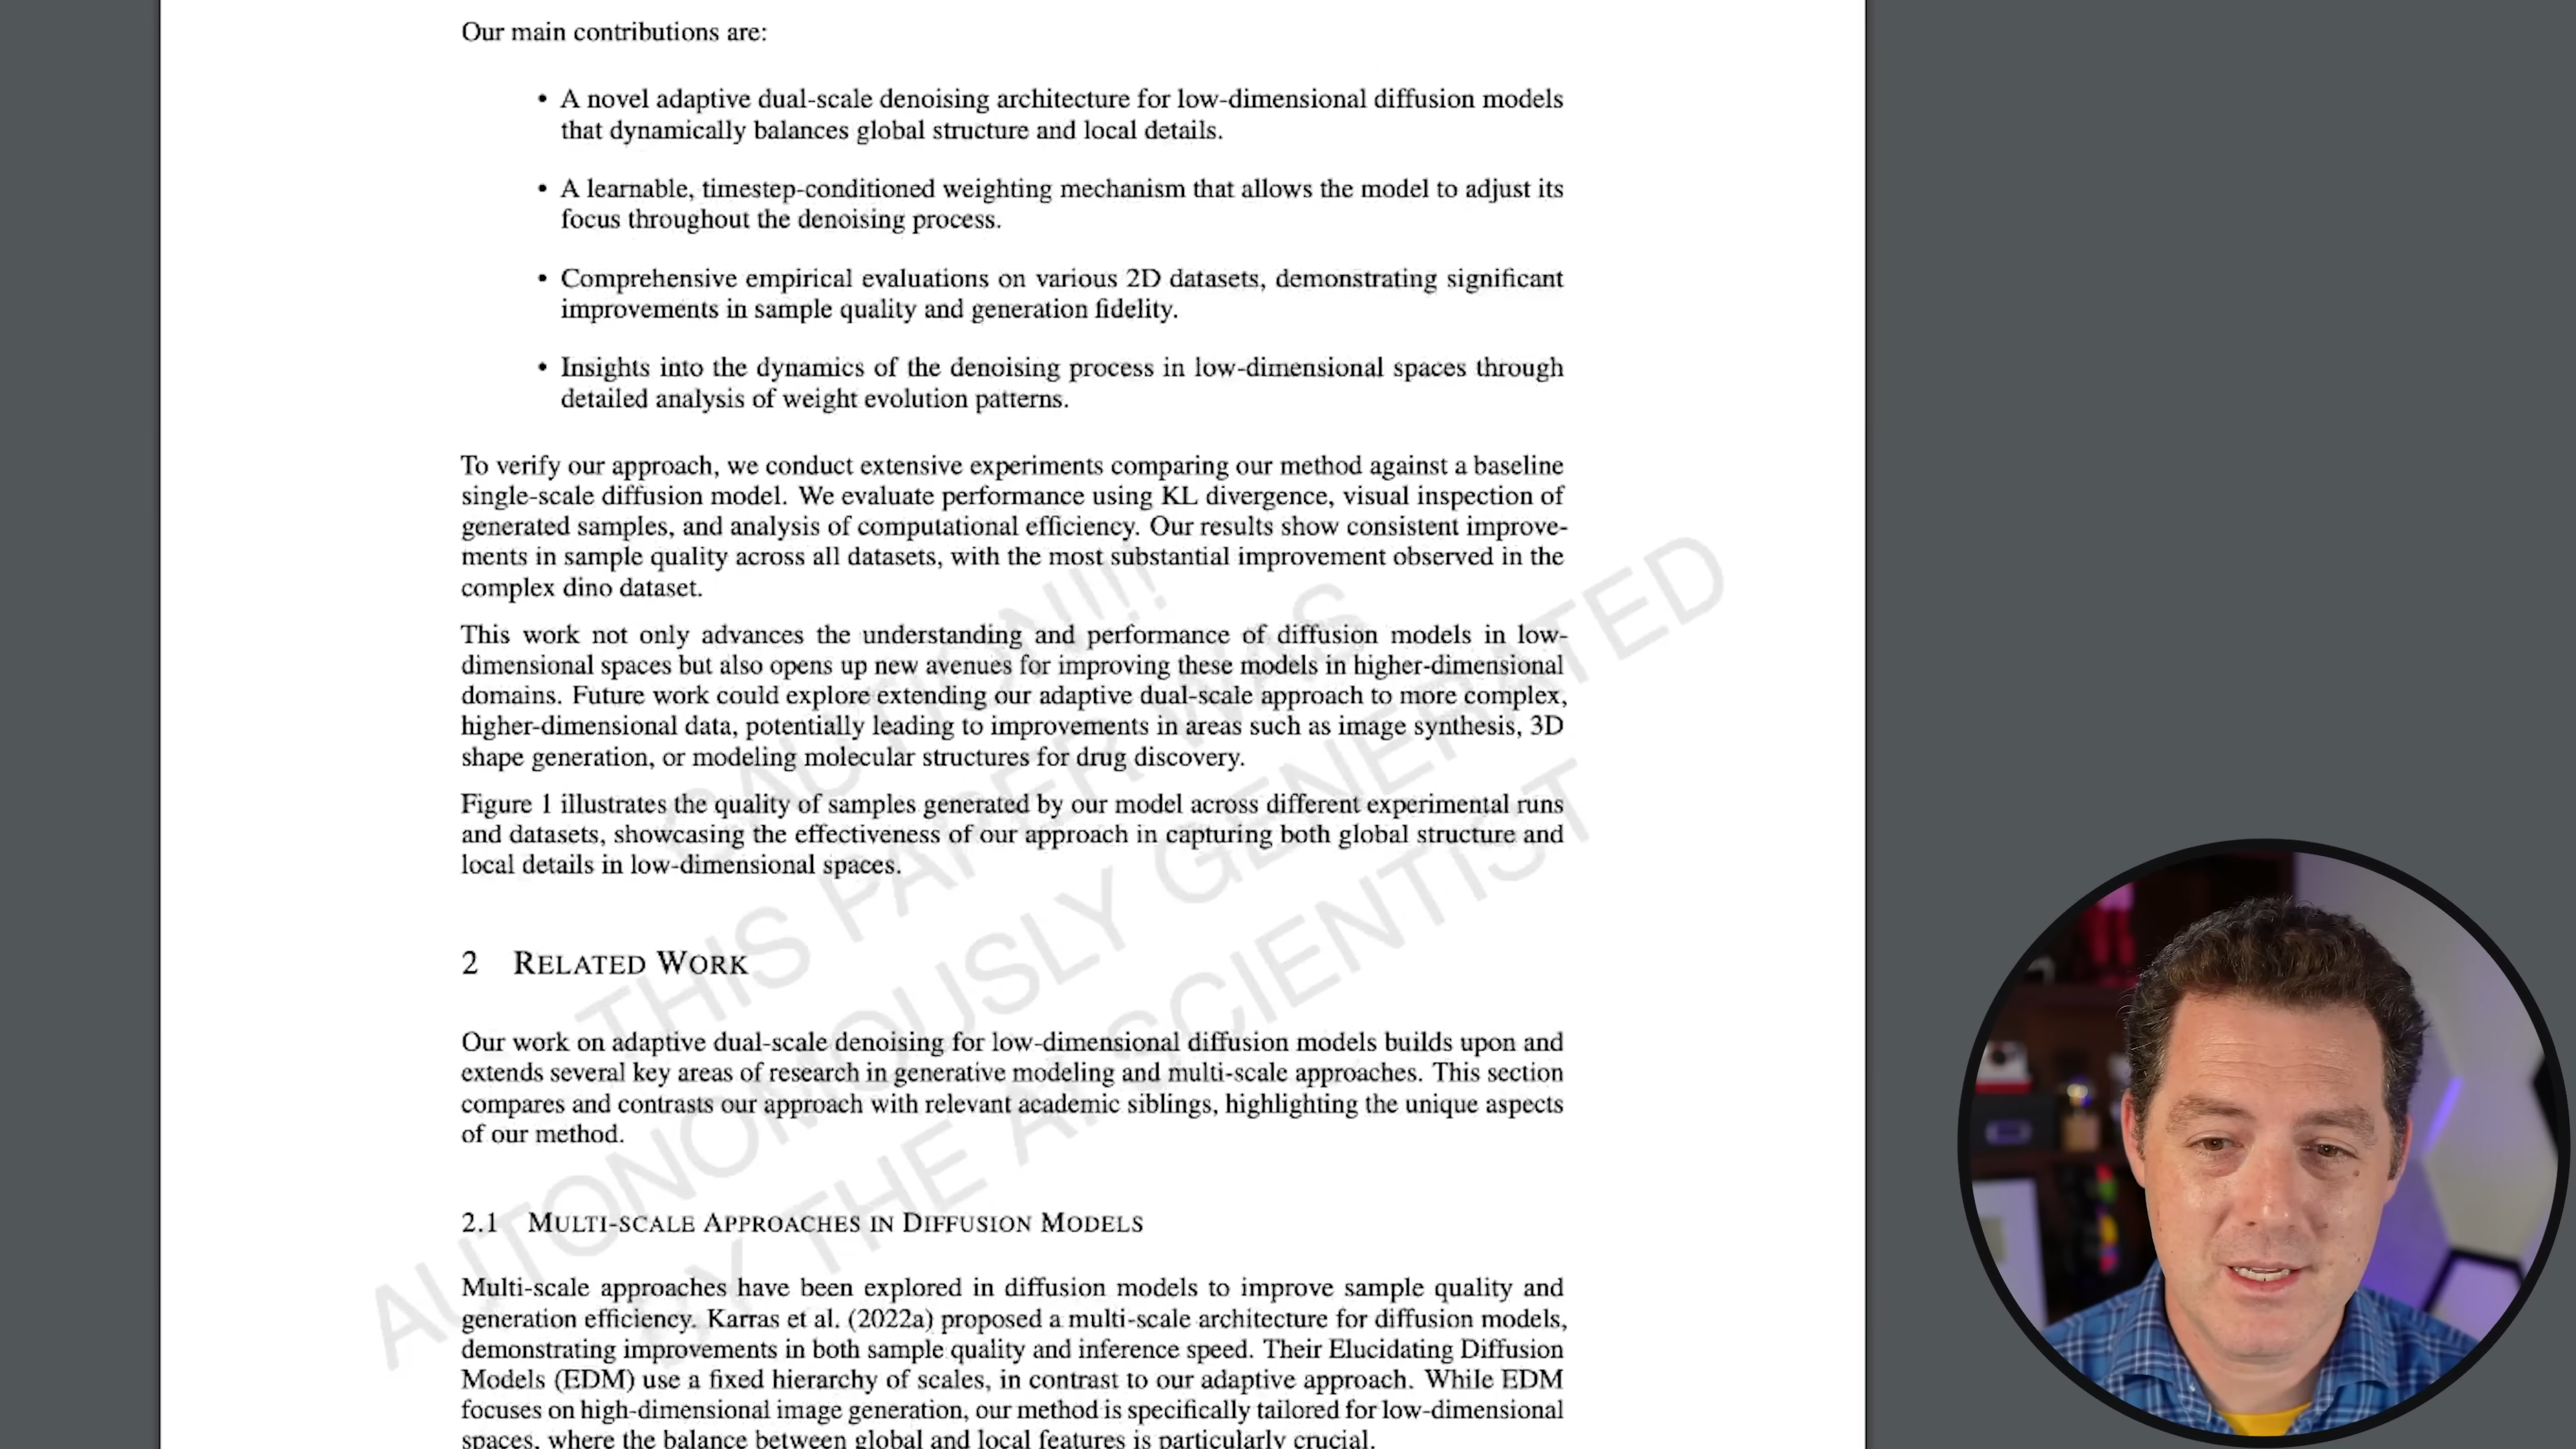 Our main contributions are:
• A novel adaptive dual-scale denoising architecture for low-dimensional diffusion models
that dynamically balances global structure and local details.
• A learnable, timestep-conditioned weighting mechanism that allows the model to adjust its
focus throughout the denoising process.
• Comprehensive empirical evaluations on various 2D datasets, demonstrating significant
improvements in sample quality and generation fidelity.
• Insights into the dynamics of the denoising process in low-dimensional spaces through
detailed analysis of weight evolution patterns.
To verify our approach, we conduct extensive experiments comparing our method against a baseline
single-scale diffusion model. We evaluate performance using KL divergence, visual inspection of
generated samples, and analysis of computational efficiency. Our results show consistent improve-
ments in sample quality across all datasets, with the most substantial improvement observed in the
complex dino dataset.
This work not only advances the understanding and performance of diffusion models in low-
dimensional spaces but also opens up new avenues for improving these models in higher-dimensional
domains. Future work could explore extending our adaptive dual-scale approach to more complex,
higher-dimensional data, potentially leading to improvements in areas such as image synthesis, 3D
shape generation, or modeling molecular structures for drug discovery.
Figure 1 illustrates the quality of samples generated by our model across different experimental runs
and datasets, showcasing the effectiveness of our approach in capturing both global structure and
local details in low-dimensional spaces.
2 RELATED WORK
Our work on adaptive dual-scale denoising for low-dimensional diffusion models builds upon and
extends several key areas of research in generative modeling and multi-scale approaches. This section
compares and contrasts our approach with relevant academic siblings, highlighting the unique aspects
of our method.
2.1 MULTI-SCALE APPROACHES IN DIFFUSION MODELS
Multi-scale approaches have been explored in diffusion models to improve sample quality and
generation efficiency. Karras et al. (2022a) proposed a multi-scale architecture for diffusion models,
demonstrating improvements in both sample quality and inference speed. Their Elucidating Diffusion
Models (EDM) use a fixed hierarchy of scales, in contrast to our adaptive approach. While EDM
focuses on high-dimensional image generation, our method is specifically tailored for low-dimensional
spaces, where the balance between global and local features is particularly crucial.
CAUTION!!!
THIS PAPER WAS
AUTONOMOUSLY GENERATED
BY THE AI SCIENTIST